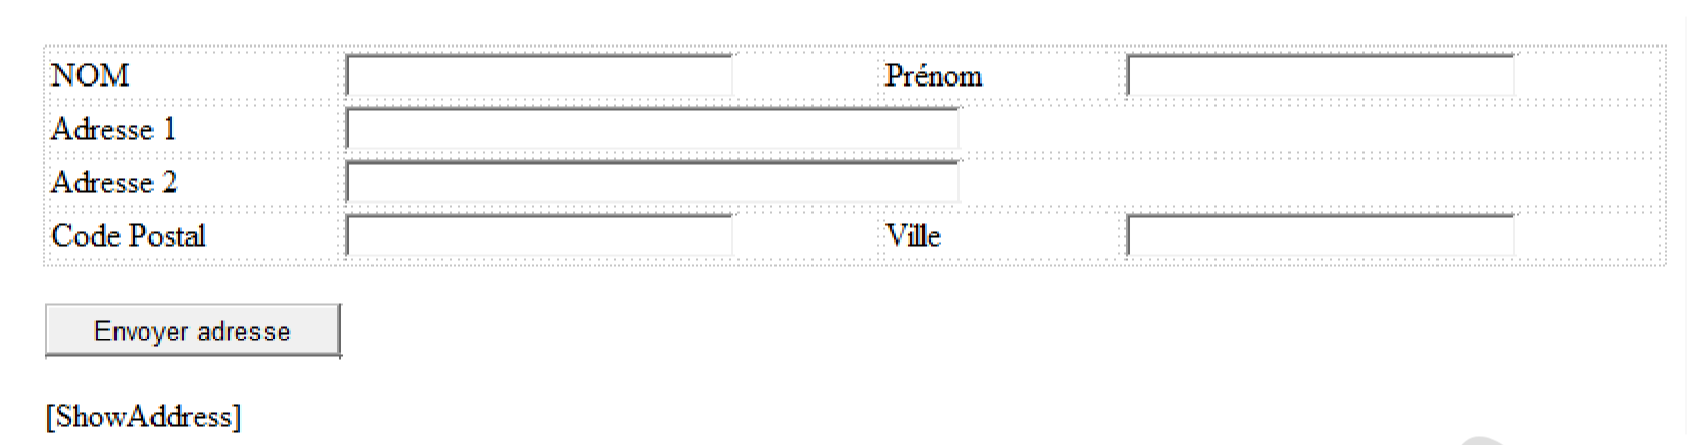 NOM Prénom
Adresse 1
Adresse 2
Code Postal Ville
Envoyer adresse
[ShowAddress]